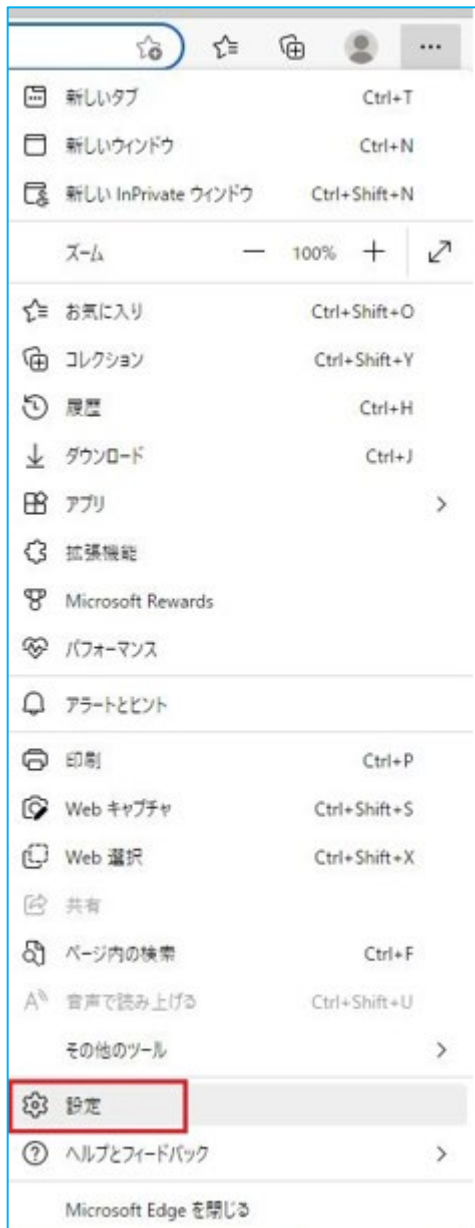 新しいタブ Ctrl+T
新しいウィンドウ Ctrl+N
新しい InPrivate ウィンドウ Ctrl+Shift+N
ズーム — 100% +
お気に入り Ctrl+Shift+O
コレクション Ctrl+Shift+Y
履歴 Ctrl+H
ダウンロード Ctrl+J
アプリ
拡張機能
Microsoft Rewards
パフォーマンス
アラートとヒント
印刷 Ctrl+P
Web キャプチャ Ctrl+Shift+S
Web 選択 Ctrl+Shift+X
共有
ページ内の検索 Ctrl+F
音声で読み上げる Ctrl+Shift+U
その他のツール
設定
ヘルプとフィードバック
Microsoft Edge を閉じる